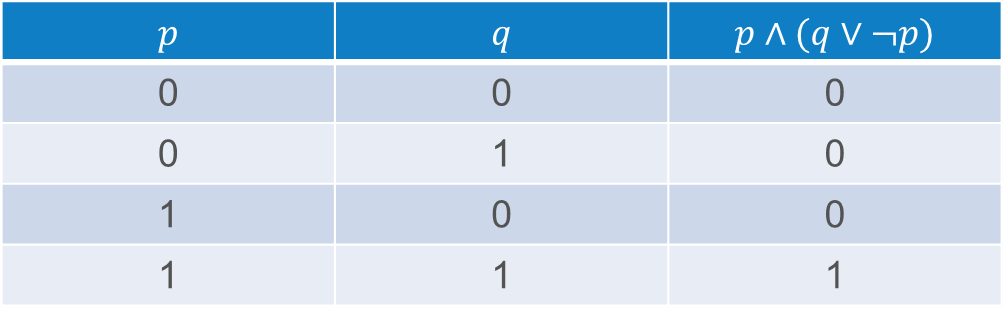 p q p ∧ (q ∨ ¬p)
0 0 0
0 1 0
1 0 0
1 1 1